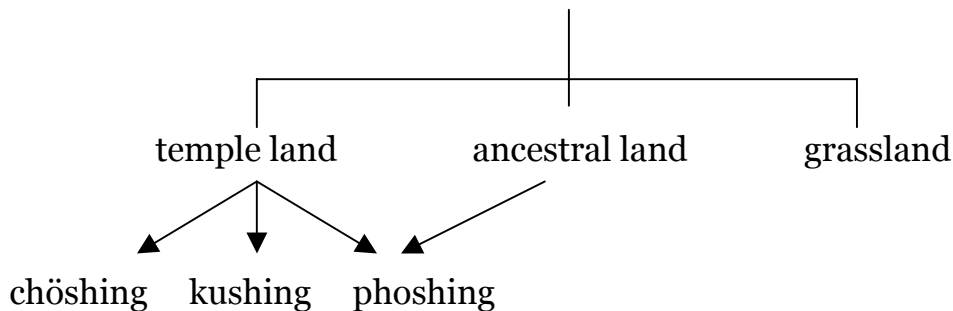 temple land ancestral land grassland
chöshing kushing phoshing